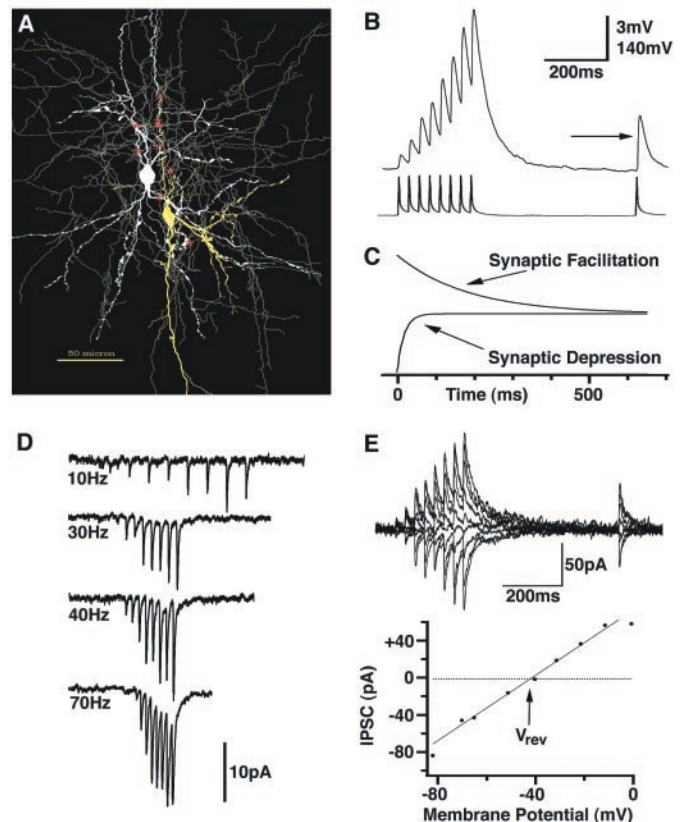 A
50 micron
B
3mV
140mV
200ms
C
Synaptic Facilitation
Synaptic Depression
0
500
Time (ms)
D
10Hz
30Hz
40Hz
70Hz
10pA
E
50pA
200ms
+40
0
-40
-80
IPSC (pA)
Vrev
-80
-40
0
Membrane Potential (mV)